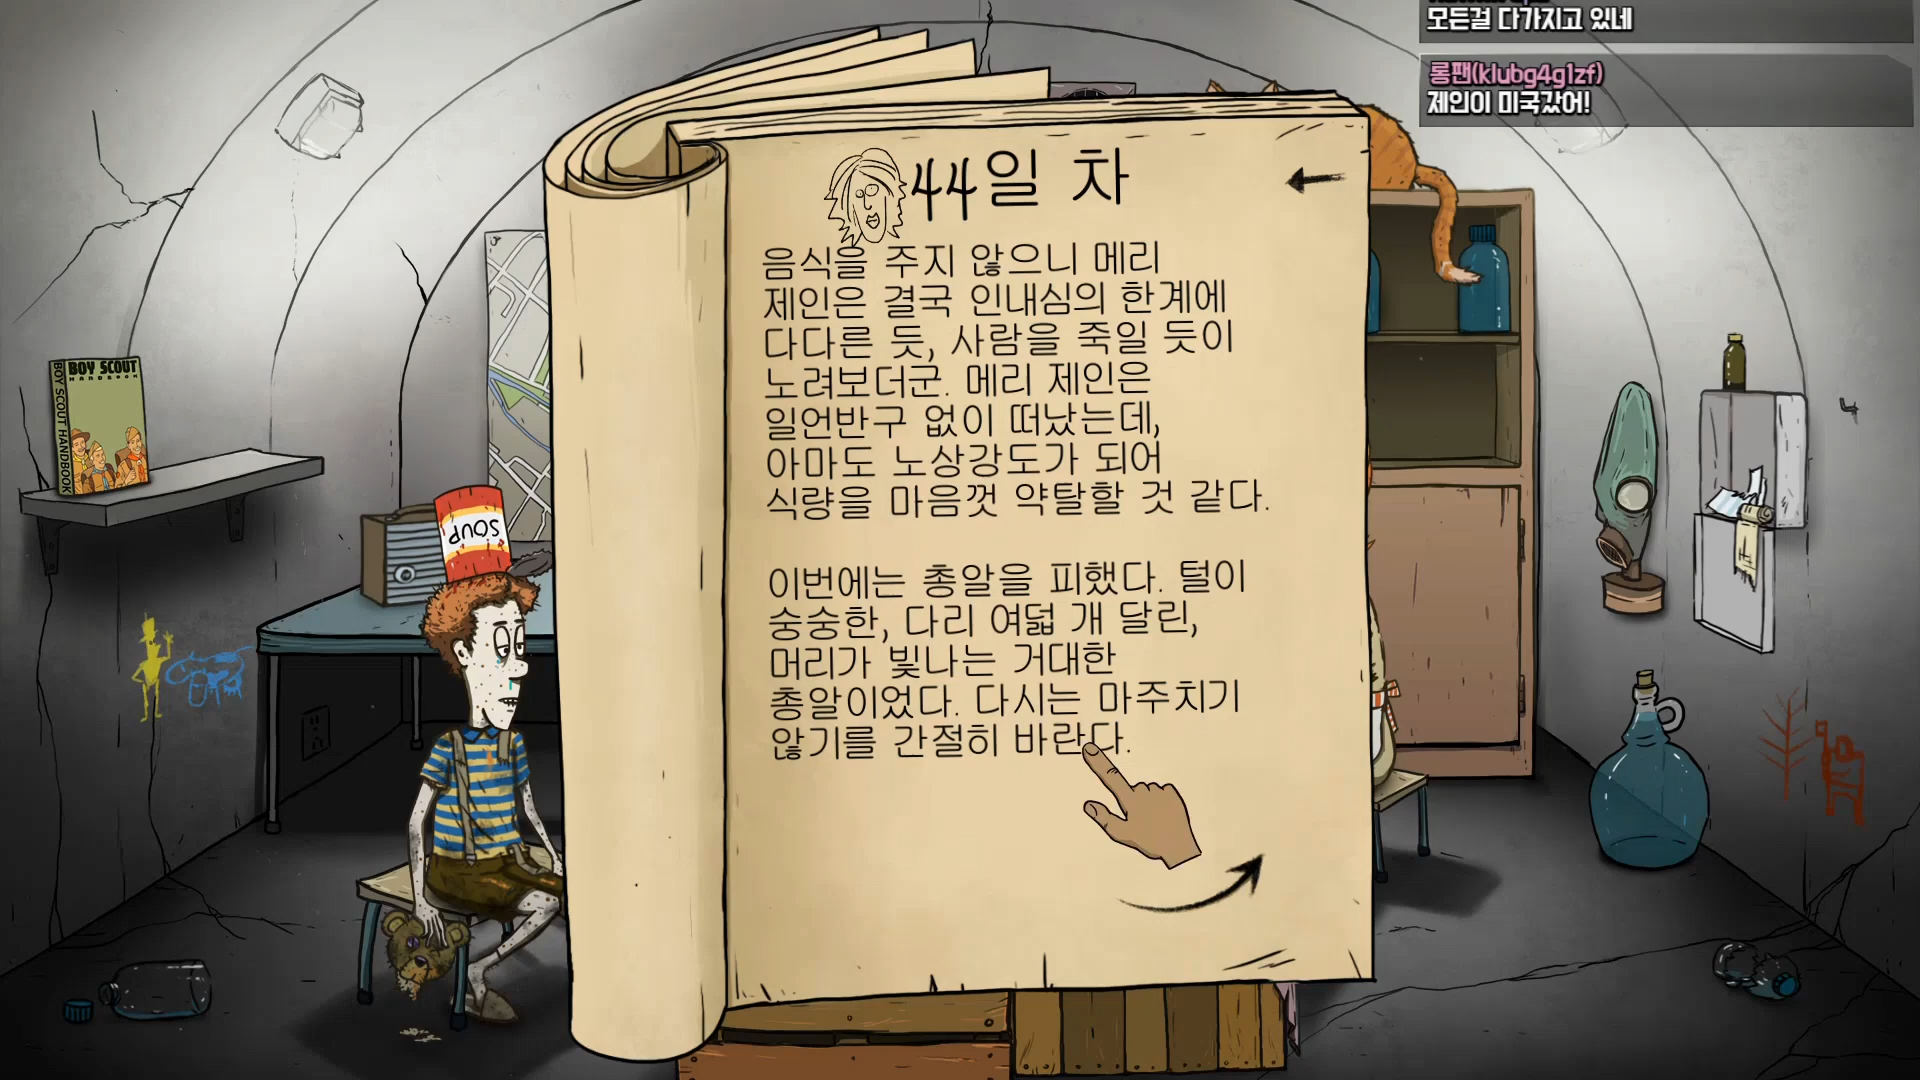 모든걸 다가지고 있네
롱팬(klubg4g1zf)
제인이 미국갔어!
44일 차
음식을 주지 않으니 메리
제인은 결국 인내심의 한계에
다다른 듯, 사람을 죽일 듯이
노려보더군. 메리 제인은
일언반구 없이 떠났는데,
아마도 노상강도가 되어
식량을 마음껏 약탈할 것 같다.
이번에는 총알을 피했다. 털이
숭숭한, 다리 여덟 개 달린,
머리가 빛나는 거대한
총알이었다. 다시는 마주치기
않기를 간절히 바란다.
BOY SCOUT
HANDBOOK
BOY SCOUT HANDBOOK
SOUP